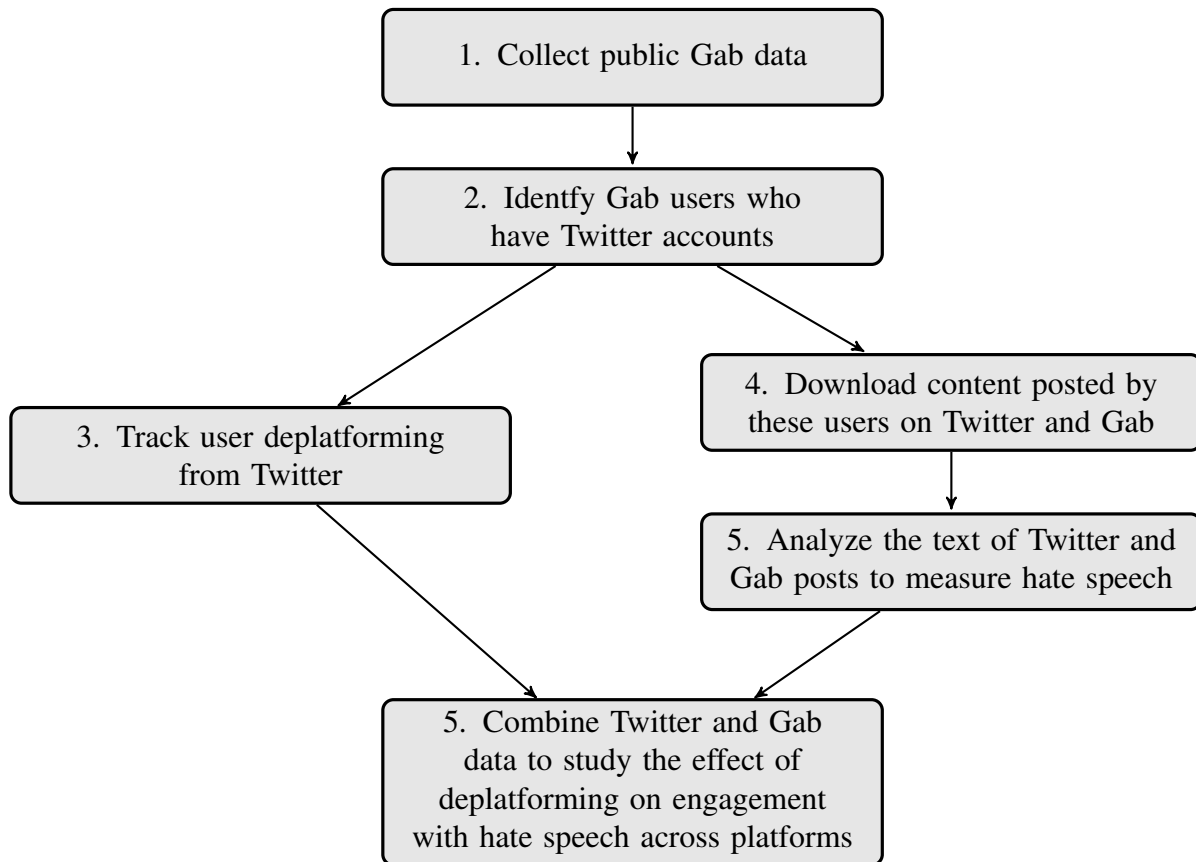 1. Collect public Gab data
2. Identfy Gab users who
have Twitter accounts
3. Track user deplatforming
from Twitter
4. Download content posted by
these users on Twitter and Gab
5. Analyze the text of Twitter and
Gab posts to measure hate speech
5. Combine Twitter and Gab
data to study the effect of
deplatforming on engagement
with hate speech across platforms